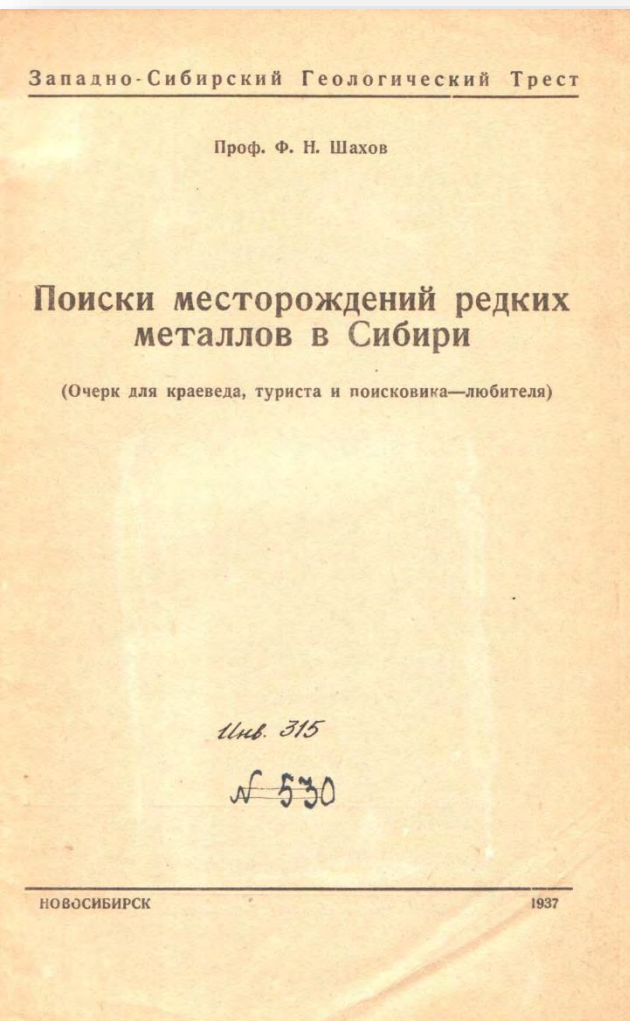 Западно-Сибирский Геологический Трест
Проф. Ф. Н. Шахов
Поиски месторождений редких
металлов в Сибири
(Очерк для краеведа, туриста и поисковика—любителя)
Инв. 315
№ 530
НОВОСИБИРСК
1937